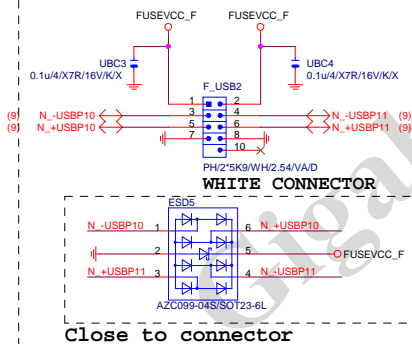 FUSEVCC_F FUSEVCC_F
UBC3 UBC4
0.1u/4/X7R/16V/K/X 0.1u/4/X7R/16V/K/X
F_USB2
1 2
(9) N_-USBP10 3 4 N_-USBP11 (9)
(9) N_+USBP10 5 6 N_+USBP11 (9)
7 8
10
PH/2*5K9/WH/2.54/VA/D
WHITE CONNECTOR
ESD5
N_-USBP10 1 6 N_+USBP10
2 5 FUSEVCC_F
N_+USBP11 3 4 N_-USBP11
AZC099-04S/SOT23-6L
Close to connector